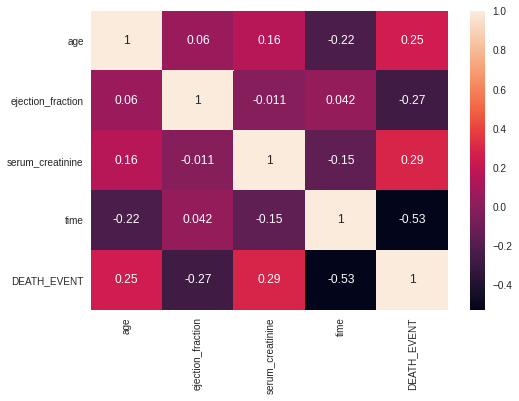 age 1 0.06 0.16 -0.22 0.25
ejection_fraction 0.06 1 -0.011 0.042 -0.27
serum_creatinine 0.16 -0.011 1 -0.15 0.29
time -0.22 0.042 -0.15 1 -0.53
DEATH_EVENT 0.25 -0.27 0.29 -0.53 1
age
ejection_fraction
serum_creatinine
time
DEATH_EVENT
1.0
0.8
0.6
0.4
0.2
0.0
−0.2
−0.4